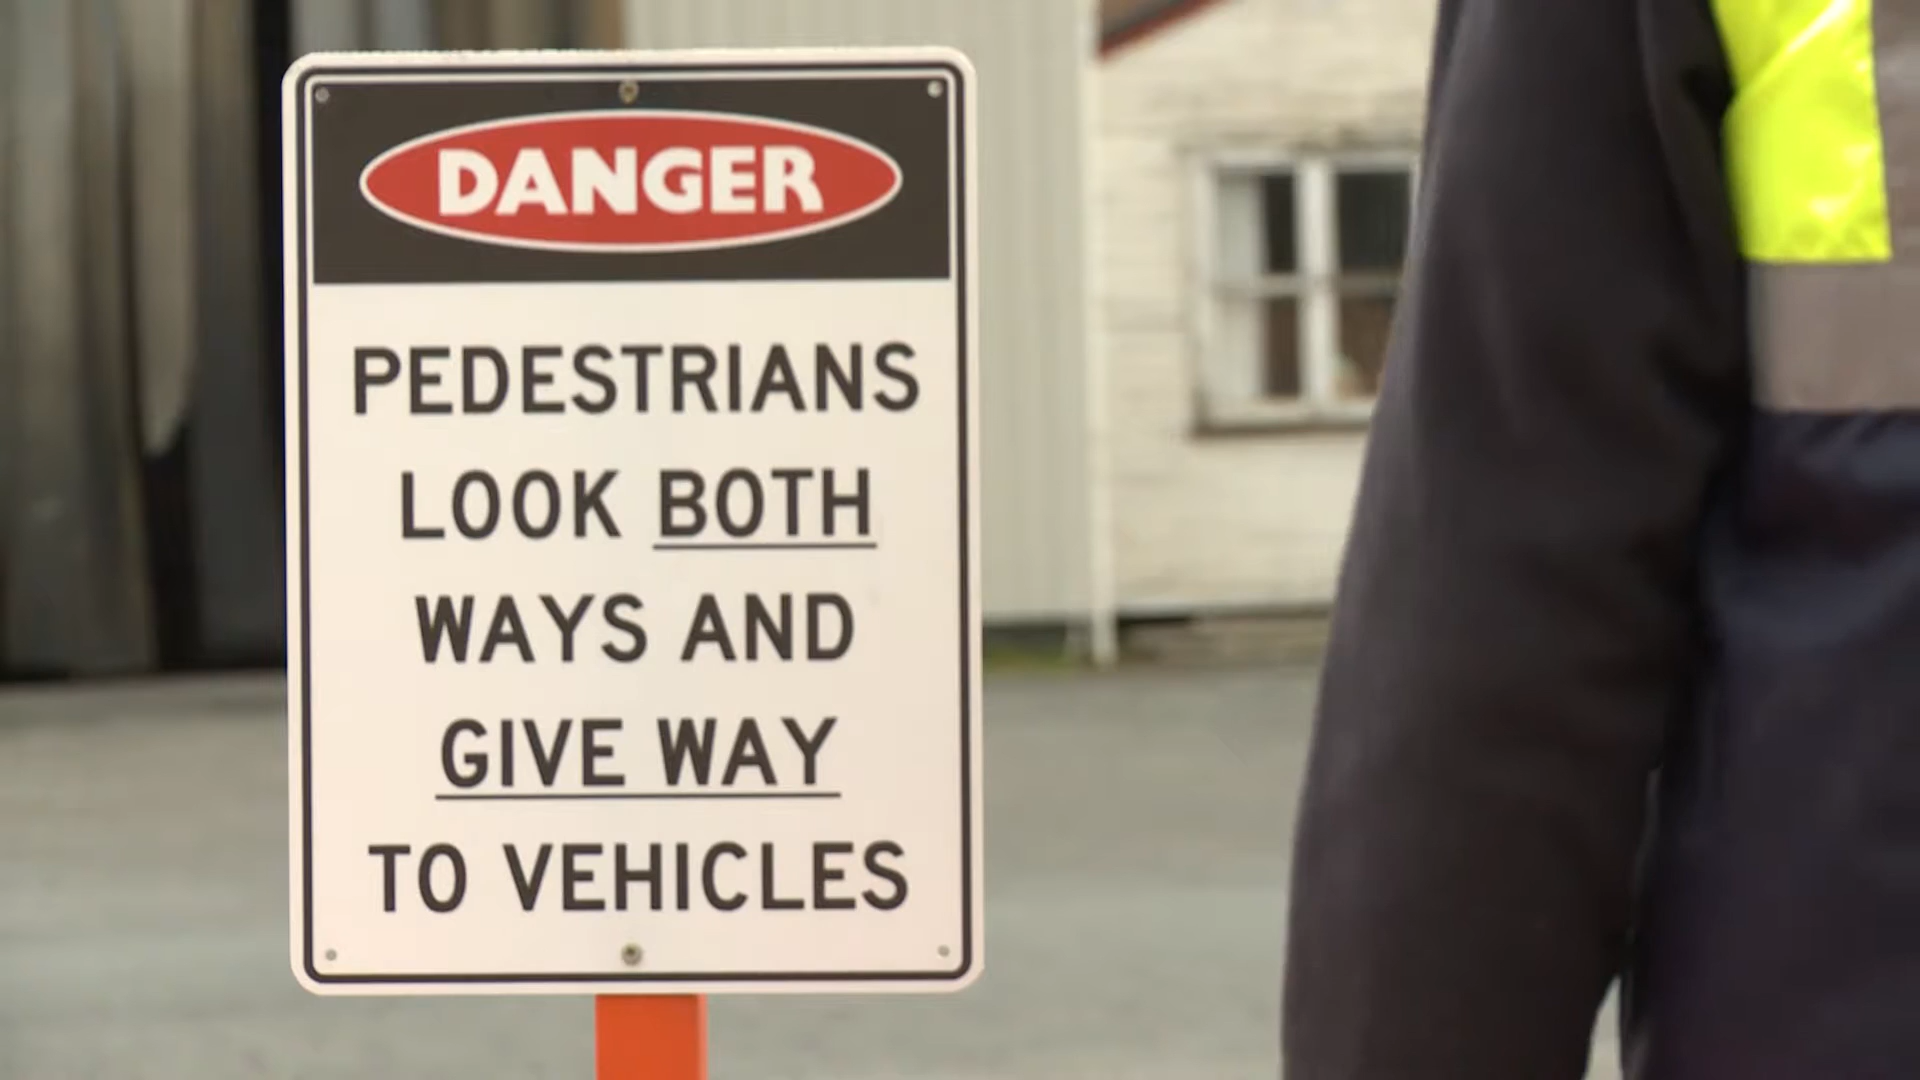 DANGER
PEDESTRIANS
LOOK BOTH
WAYS AND
GIVE WAY
TO VEHICLES